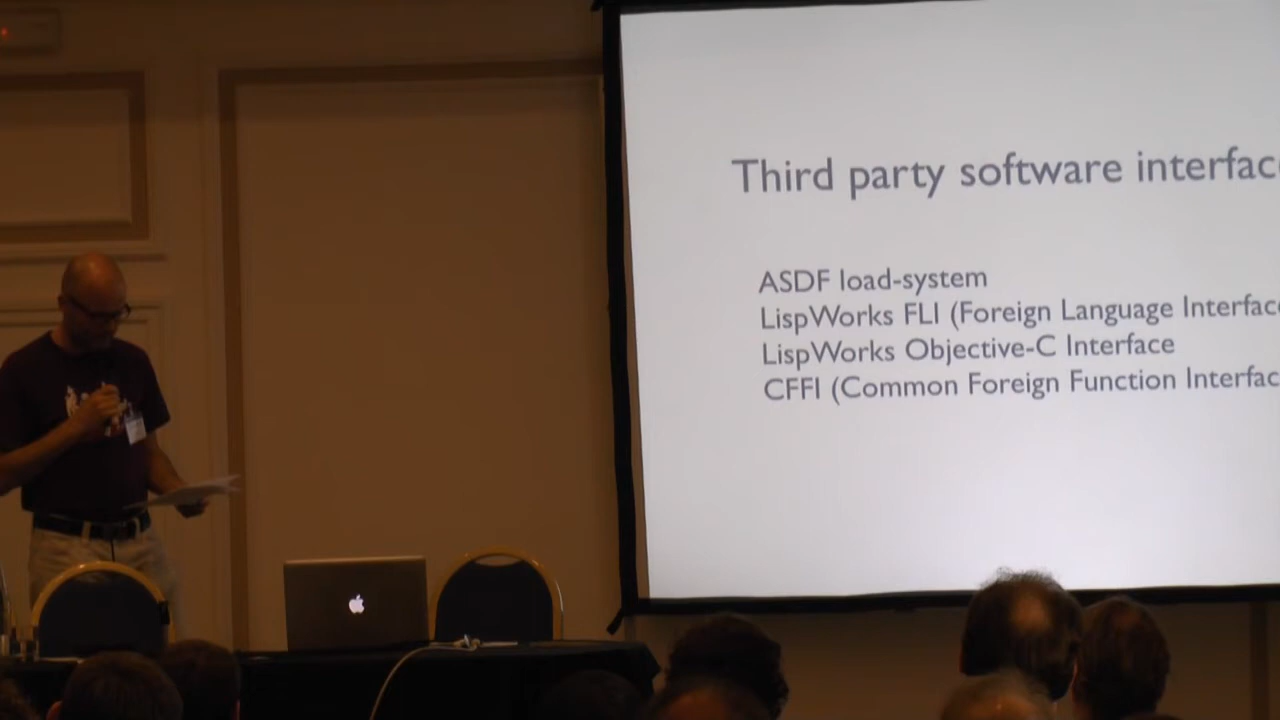 Third party software interfac
ASDF load-system
LispWorks FLI (Foreign Language Interfac
LispWorks Objective-C Interface
CFFI (Common Foreign Function Interfac